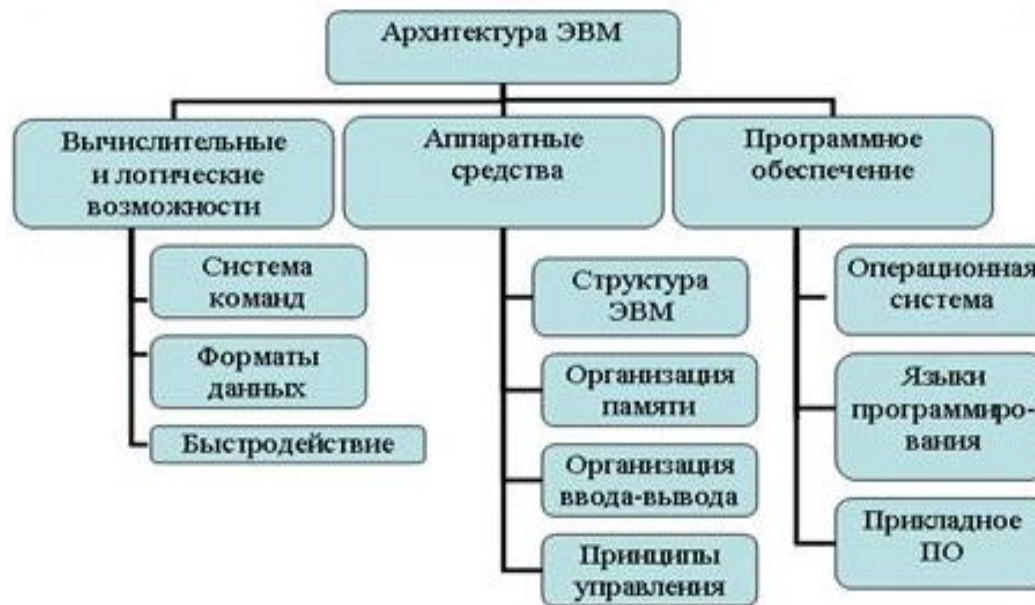 Архитектура ЭВМ
Вычислительные
и логические
возможности
Аппаратные
средства
Программное
обеспечение
Система
команд
Форматы
данных
Быстродействие
Структура
ЭВМ
Организация
памяти
Организация
ввода-вывода
Принципы
управления
Операционная
система
Языки
программиро-
вания
Прикладное
ПО